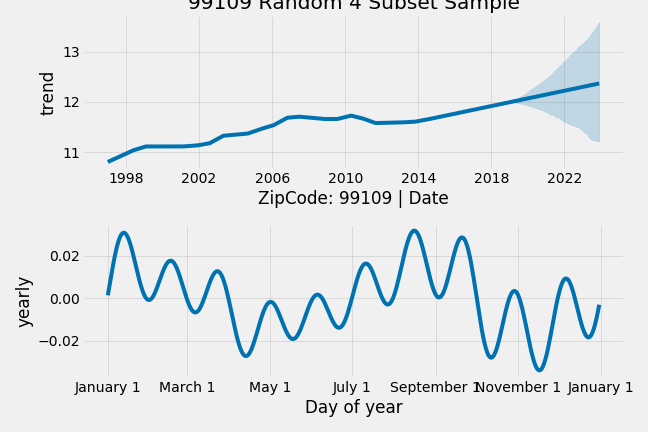 99109 Random 4 Subset Sample
13
12
11
trend
1998 2002 2006 2010 2014 2018 2022
ZipCode: 99109 | Date
0.02
0.00
−0.02
yearly
January 1 March 1 May 1 July 1 September 1 November 1 January 1
Day of year